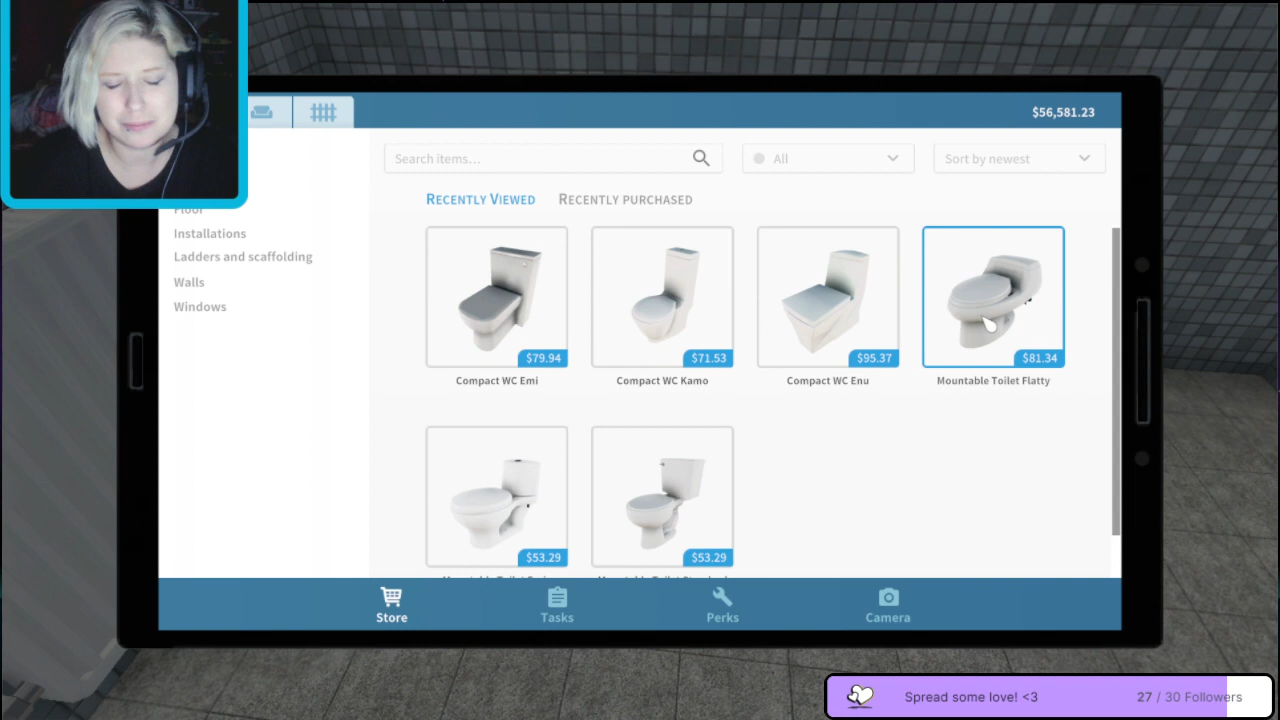 $56,581.23
Search items...
All
Sort by newest
RECENTLY VIEWED
RECENTLY PURCHASED
Floor
Installations
Ladders and scaffolding
Walls
Windows
$79.94
$71.53
$95.37
$81.34
Compact WC Emi
Compact WC Kamo
Compact WC Enu
Mountable Toilet Flatty
$53.29
$53.29
Store
Tasks
Perks
Camera
Spread some love! <3
27 / 30 Followers